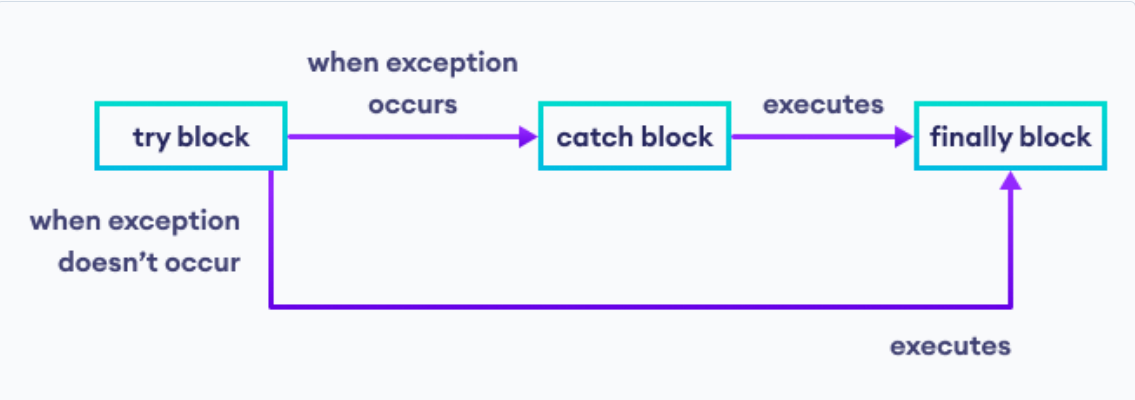 when exception
occurs
executes
try block
catch block
finally block
when exception
doesn’t occur
executes